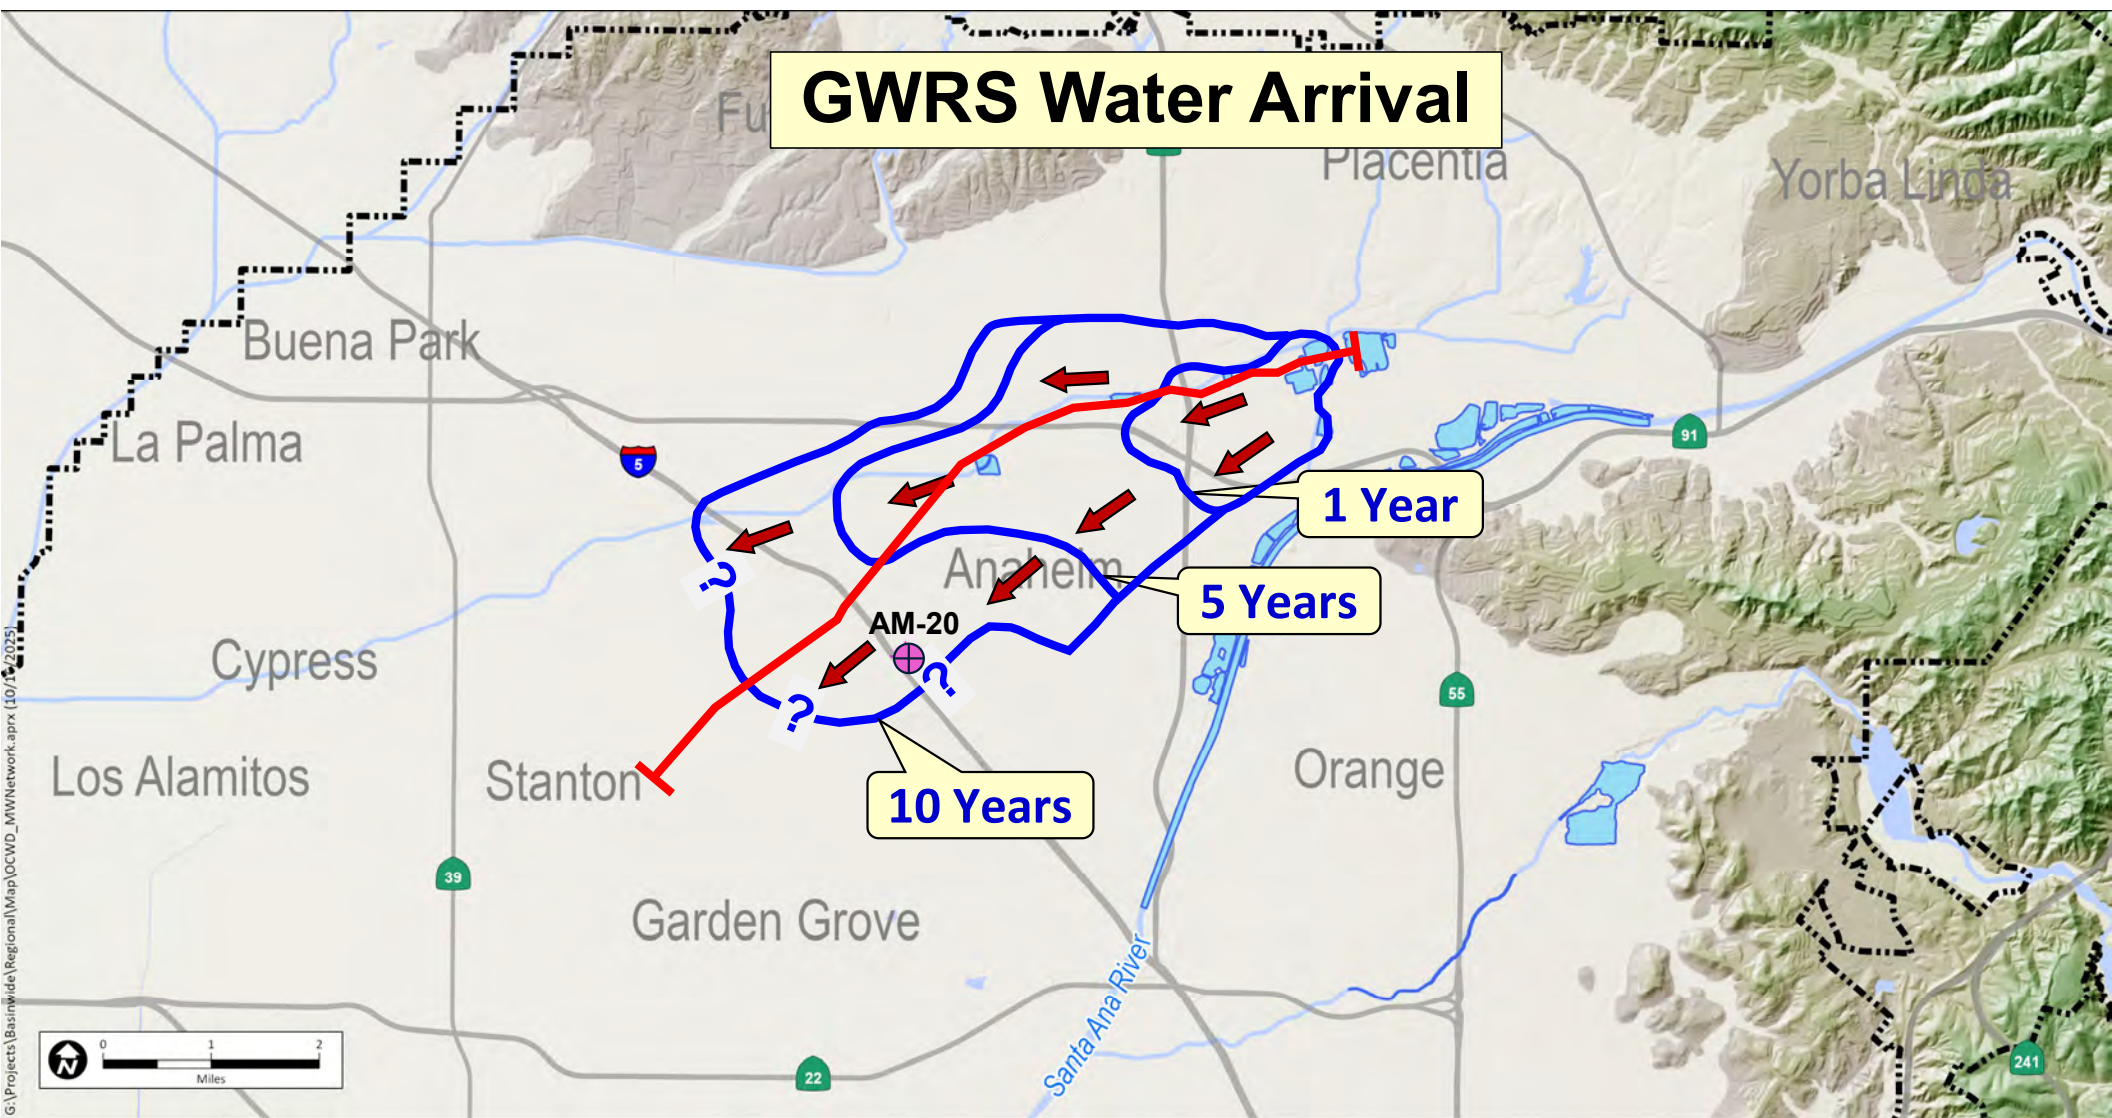 GWRS Water Arrival
Fu
Placentia
Yorba Linda
Buena Park
La Palma
5
91
1 Year
Anaheim
5 Years
AM-20
?
?
?
Cypress
55
Los Alamitos
Stanton
Orange
10 Years
39
Garden Grove
Santa Ana River
22
241
N
0 1 2
Miles